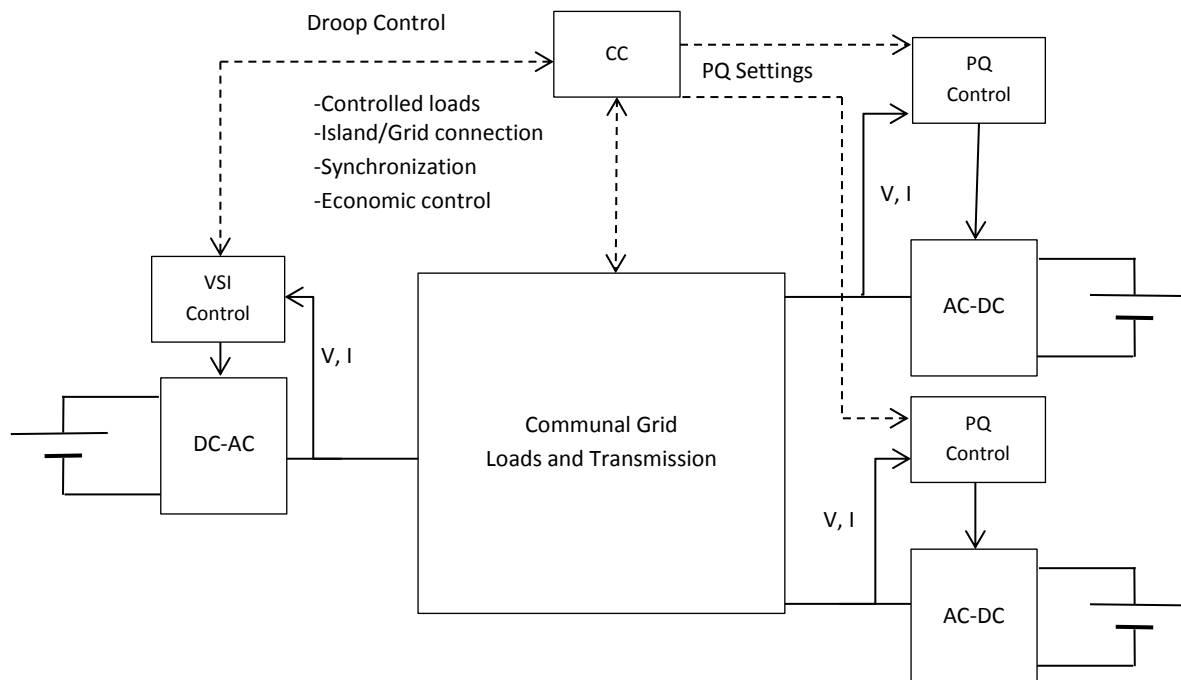 Droop Control
CC
PQ Settings
PQ
Control
-Controlled loads
-Island/Grid connection
-Synchronization
-Economic control
V, I
VSI
Control
AC-DC
V, I
DC-AC
Communal Grid
Loads and Transmission
PQ
Control
V, I
AC-DC